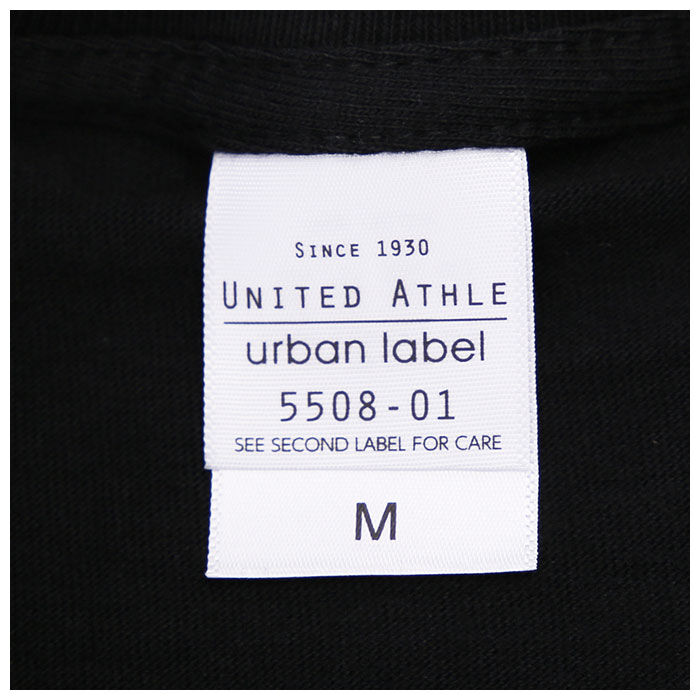 SINCE 1930
UNITED ATHLE
urban label
5508-01
SEE SECOND LABEL FOR CARE
M